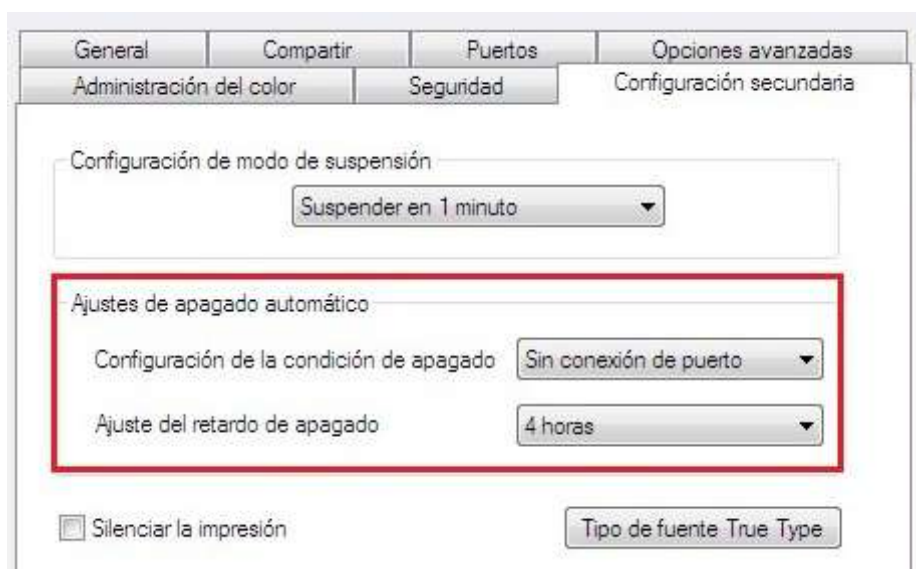 General Compartir Puertos Opciones avanzadas
Administración del color Seguridad Configuración secundaria
Configuración de modo de suspensión
Suspender en 1 minuto
Ajustes de apagado automático
Configuración de la condición de apagado Sin conexión de puerto
Ajuste del retardo de apagado 4 horas
Silenciar la impresión Tipo de fuente True Type